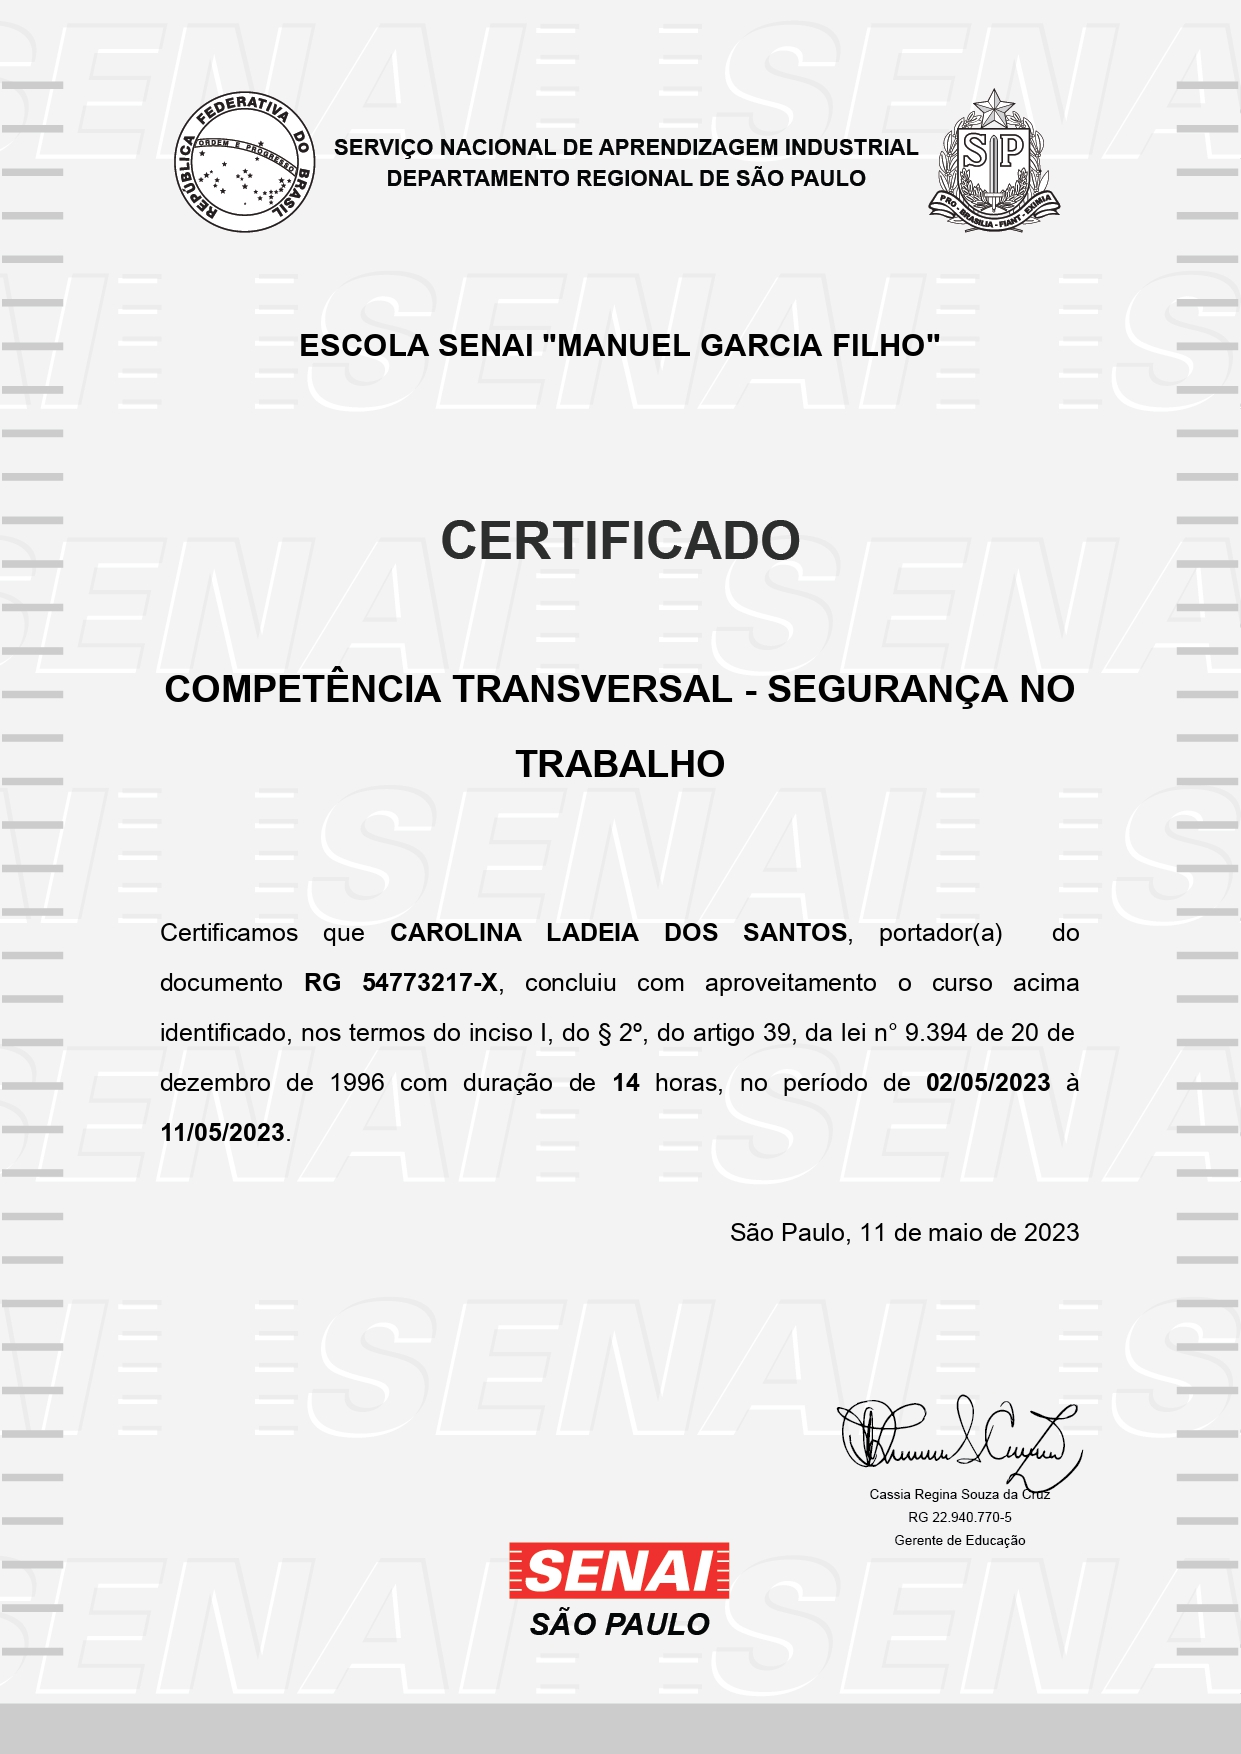 REPÚBLICA FEDERATIVA DO BRASIL
ORDEM E PROGRESSO
SERVIÇO NACIONAL DE APRENDIZAGEM INDUSTRIAL
DEPARTAMENTO REGIONAL DE SÃO PAULO
SP
PRO - BRASILIA - FIANT - EXIMIA
ESCOLA SENAI "MANUEL GARCIA FILHO"
CERTIFICADO
COMPETÊNCIA TRANSVERSAL - SEGURANÇA NO
TRABALHO
Certificamos que CAROLINA LADEIA DOS SANTOS, portador(a) do
documento RG 54773217-X, concluiu com aproveitamento o curso acima
identificado, nos termos do inciso I, do § 2º, do artigo 39, da lei n° 9.394 de 20 de
dezembro de 1996 com duração de 14 horas, no período de 02/05/2023 à
11/05/2023.
São Paulo, 11 de maio de 2023
Cassia Regina Souza da Cruz
RG 22.940.770-5
Gerente de Educação
SENAI
SÃO PAULO